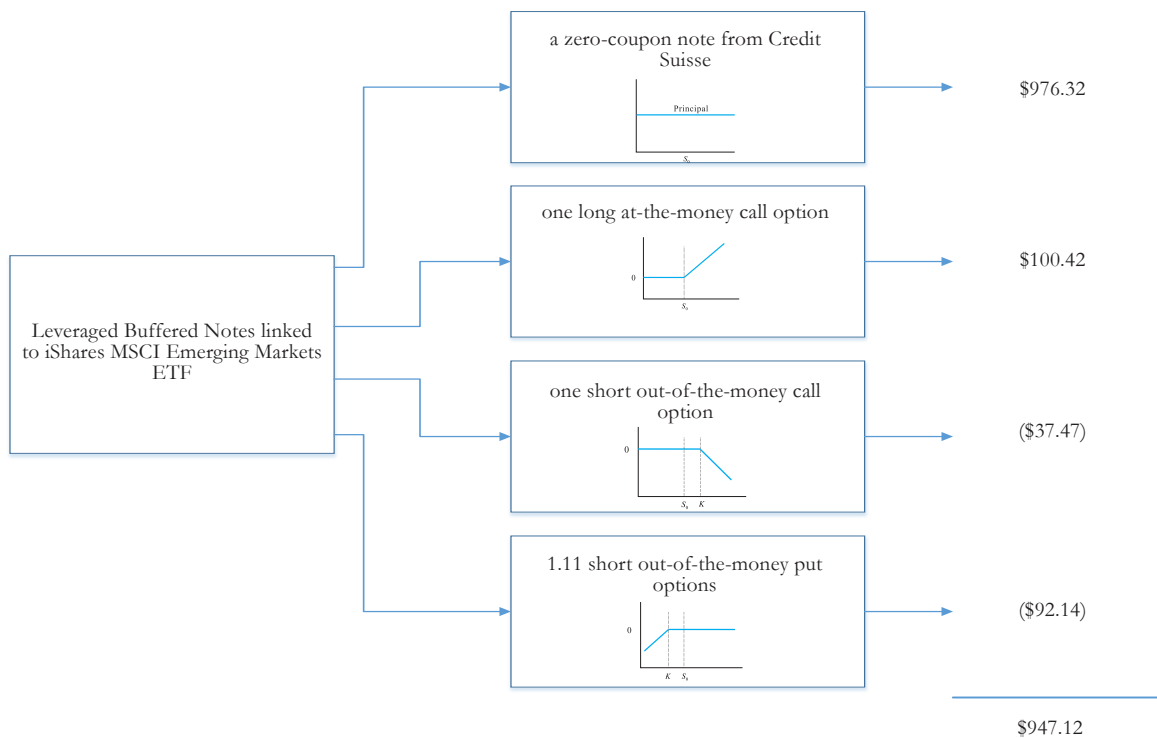 a zero-coupon note from Credit
Suisse
Principal
S₀
$976.32
one long at-the-money call option
0
S₀
$100.42
Leveraged Buffered Notes linked
to iShares MSCI Emerging Markets
ETF
one short out-of-the-money call
option
0
S₀ K
($37.47)
1.11 short out-of-the-money put
options
0
K S₀
($92.14)
$947.12